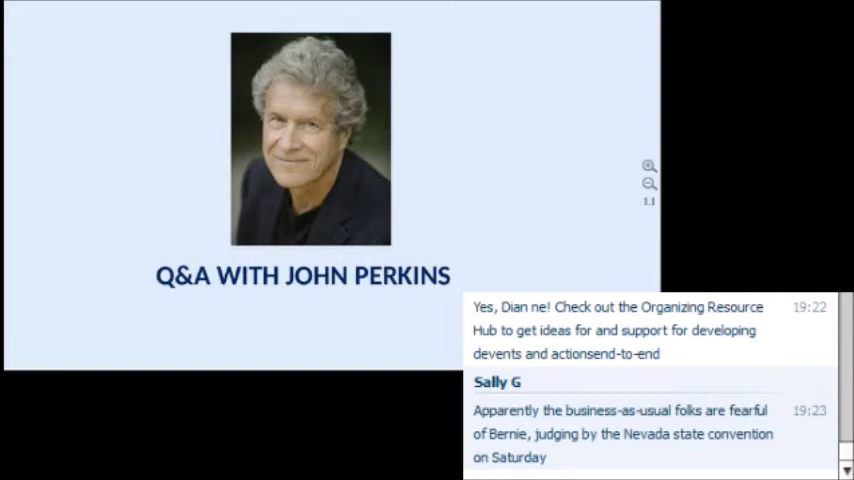 Q&A WITH JOHN PERKINS
1.1
Yes, Dian ne! Check out the Organizing Resource
19:22
Hub to get ideas for and support for developing
devents and actionsend-to-end
Sally G
Apparently the business-as-usual folks are fearful
19:23
of Bernie, judging by the Nevada state convention
on Saturday